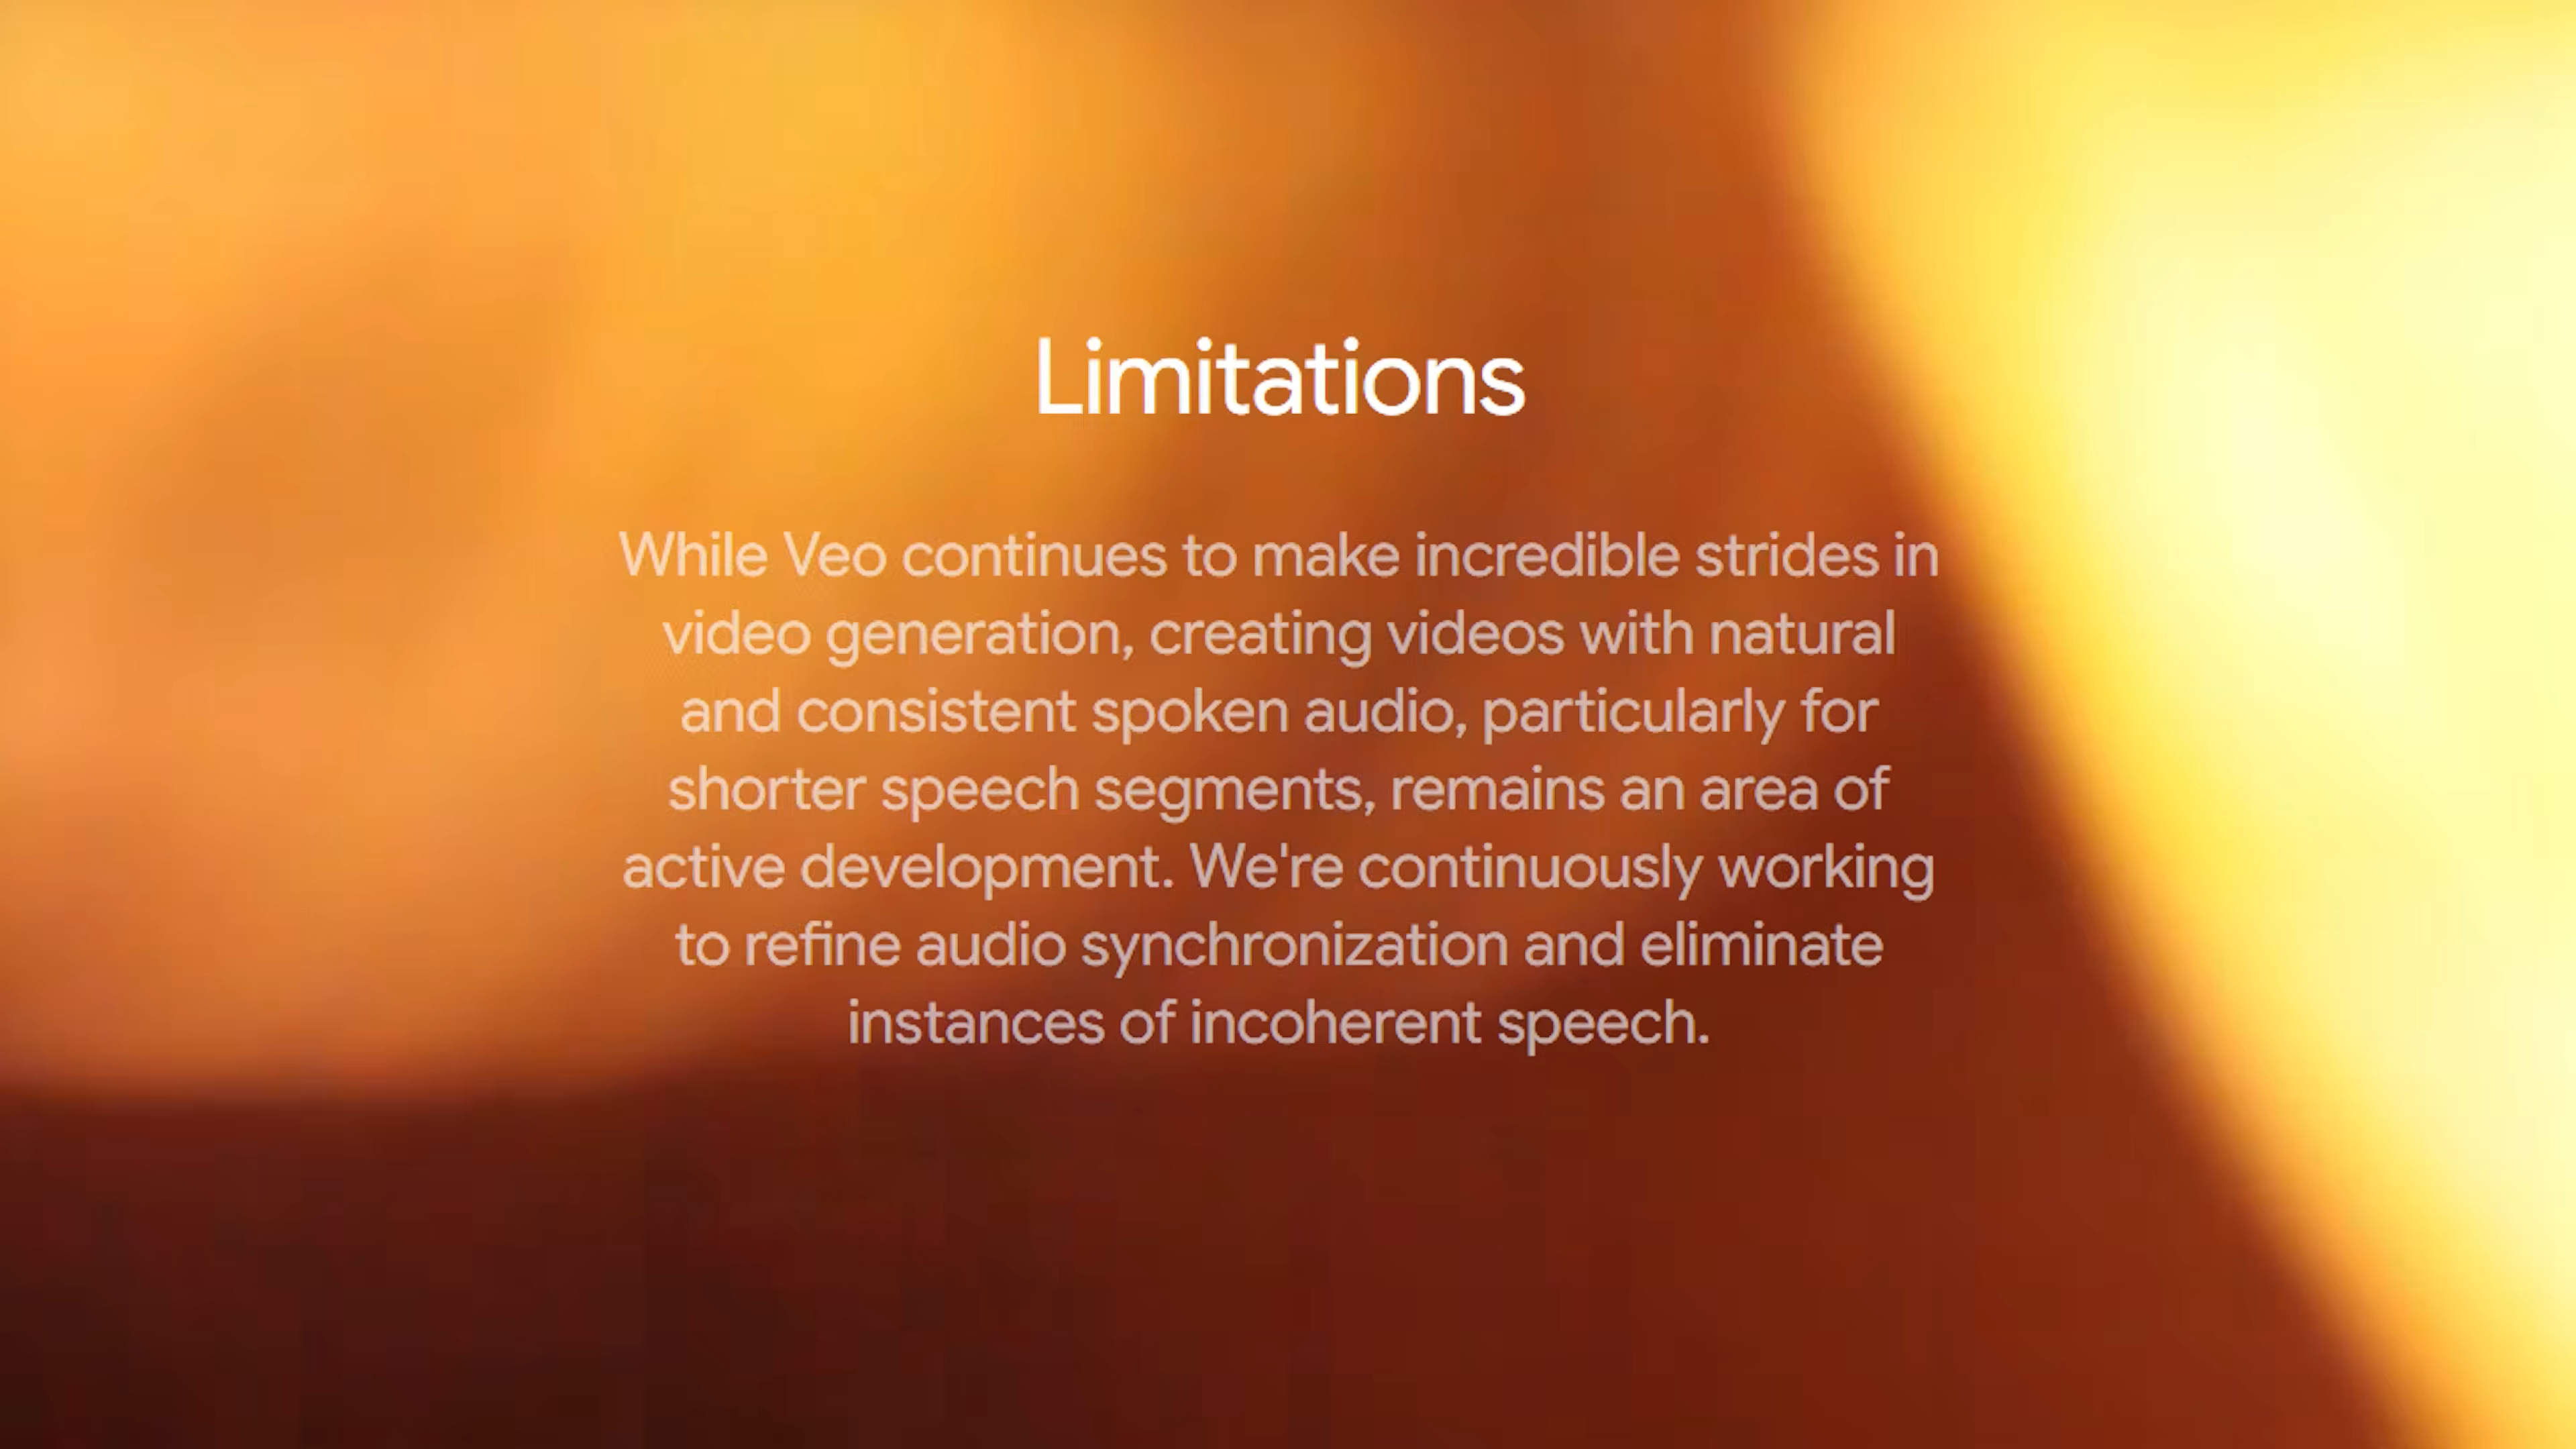 Limitations
While Veo continues to make incredible strides in
video generation, creating videos with natural
and consistent spoken audio, particularly for
shorter speech segments, remains an area of
active development. We're continuously working
to refine audio synchronization and eliminate
instances of incoherent speech.